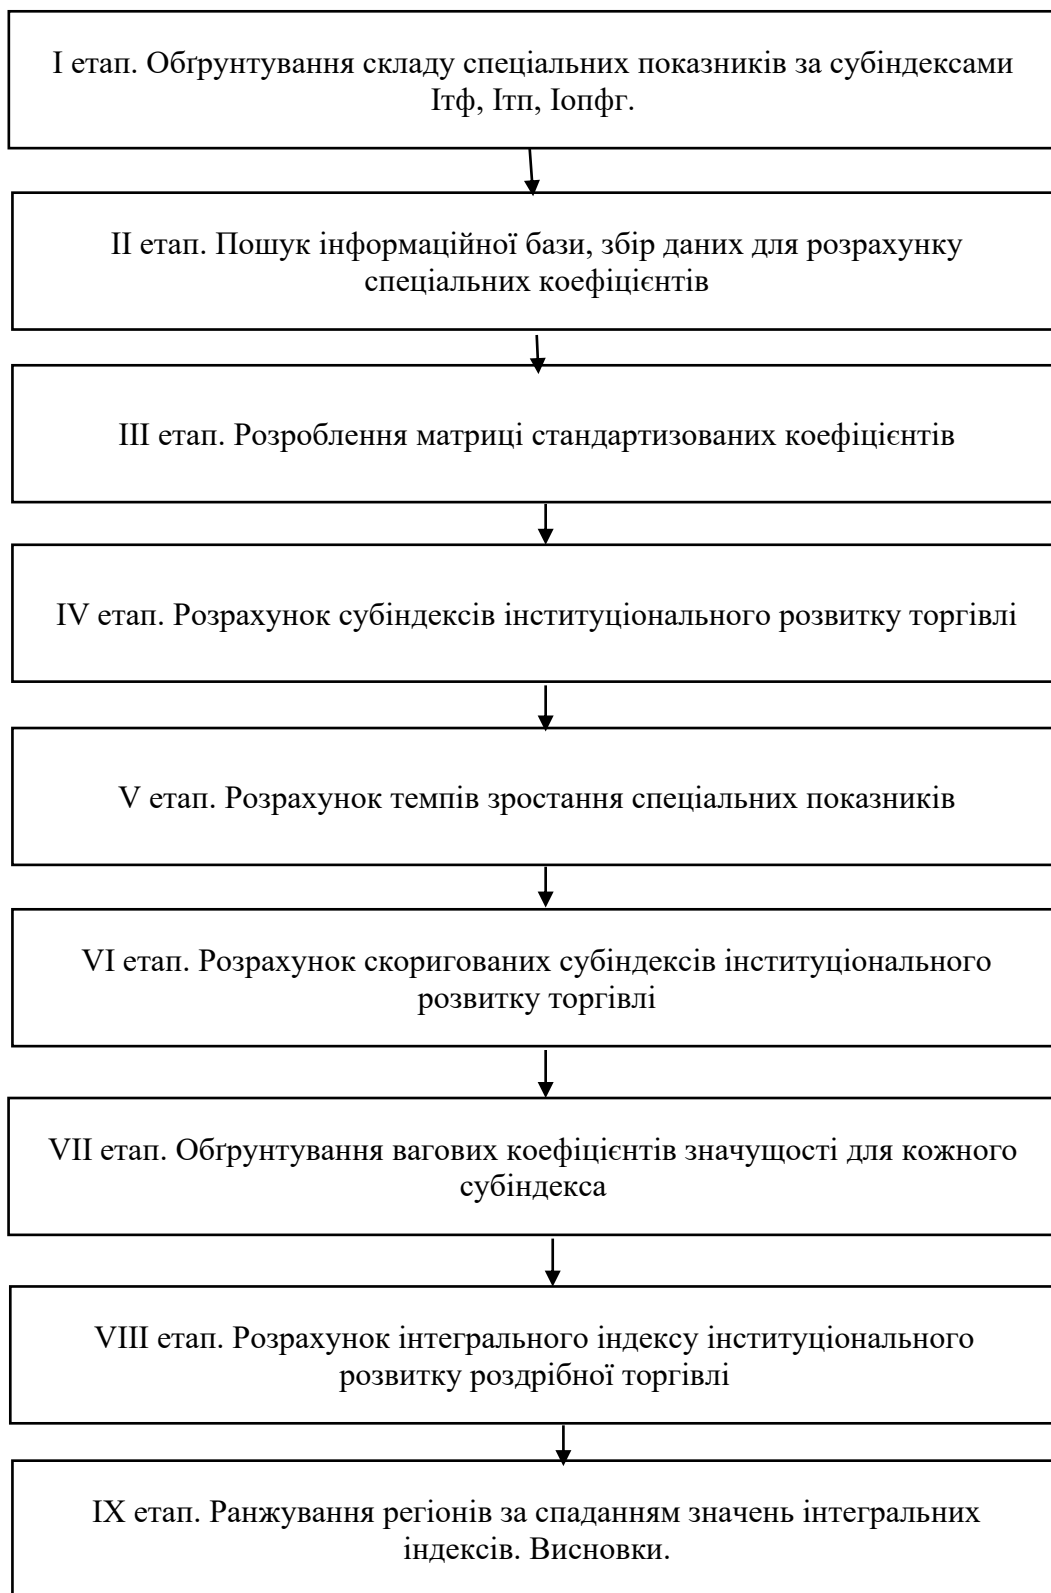 I етап. Обґрунтування складу спеціальних показників за субіндексами
Ітф, Ітп, Іопфг.
II етап. Пошук інформаційної бази, збір даних для розрахунку
спеціальних коефіцієнтів
III етап. Розроблення матриці стандартизованих коефіцієнтів
IV етап. Розрахунок субіндексів інституціонального розвитку торгівлі
V етап. Розрахунок темпів зростання спеціальних показників
VI етап. Розрахунок скоригованих субіндексів інституціонального
розвитку торгівлі
VII етап. Обґрунтування вагових коефіцієнтів значущості для кожного
субіндекса
VIII етап. Розрахунок інтегрального індексу інституціонального
розвитку роздрібної торгівлі
IX етап. Ранжування регіонів за спаданням значень інтегральних
індексів. Висновки.